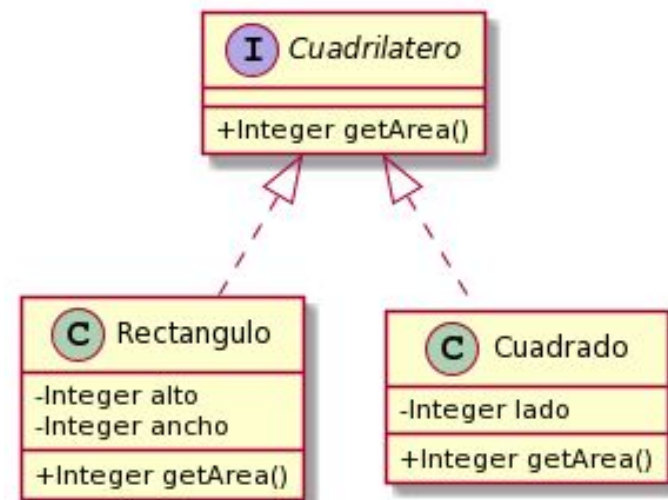 I Cuadrilatero
+Integer getArea()
C Rectangulo
-Integer alto
-Integer ancho
+Integer getArea()
C Cuadrado
-Integer lado
+Integer getArea()